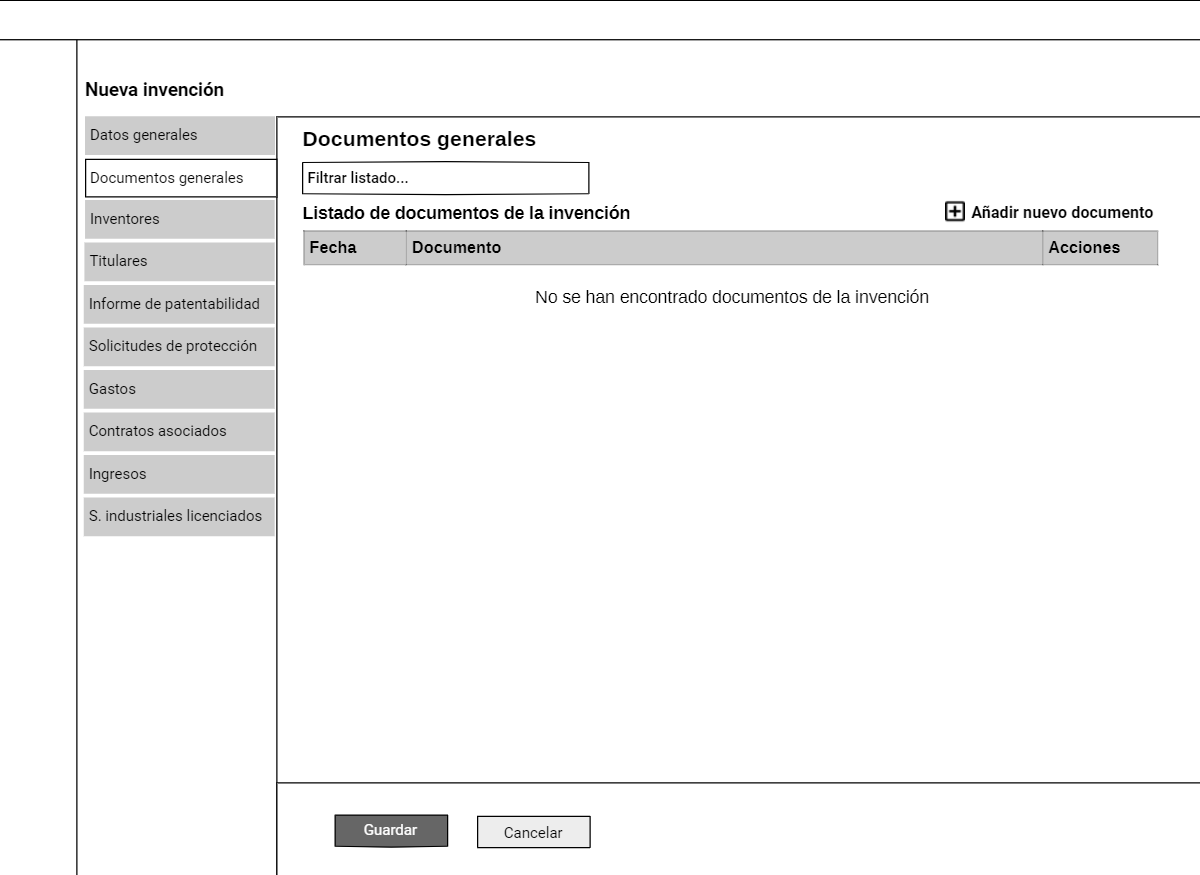 Nueva invención
Datos generales
Documentos generales
Inventores
Titulares
Informe de patentabilidad
Solicitudes de protección
Gastos
Contratos asociados
Ingresos
S. industriales licenciados
Documentos generales
Filtrar listado...
Listado de documentos de la invención
Añadir nuevo documento
Fecha Documento Acciones
No se han encontrado documentos de la invención
Guardar Cancelar